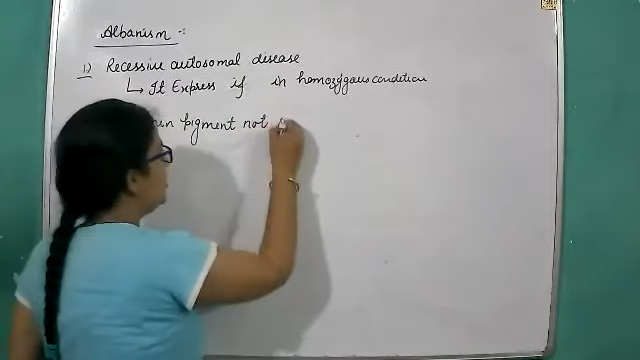 Albanism :-
1) Recessive autosomal disease
↳ It Express if in homozygous condition
pigment not